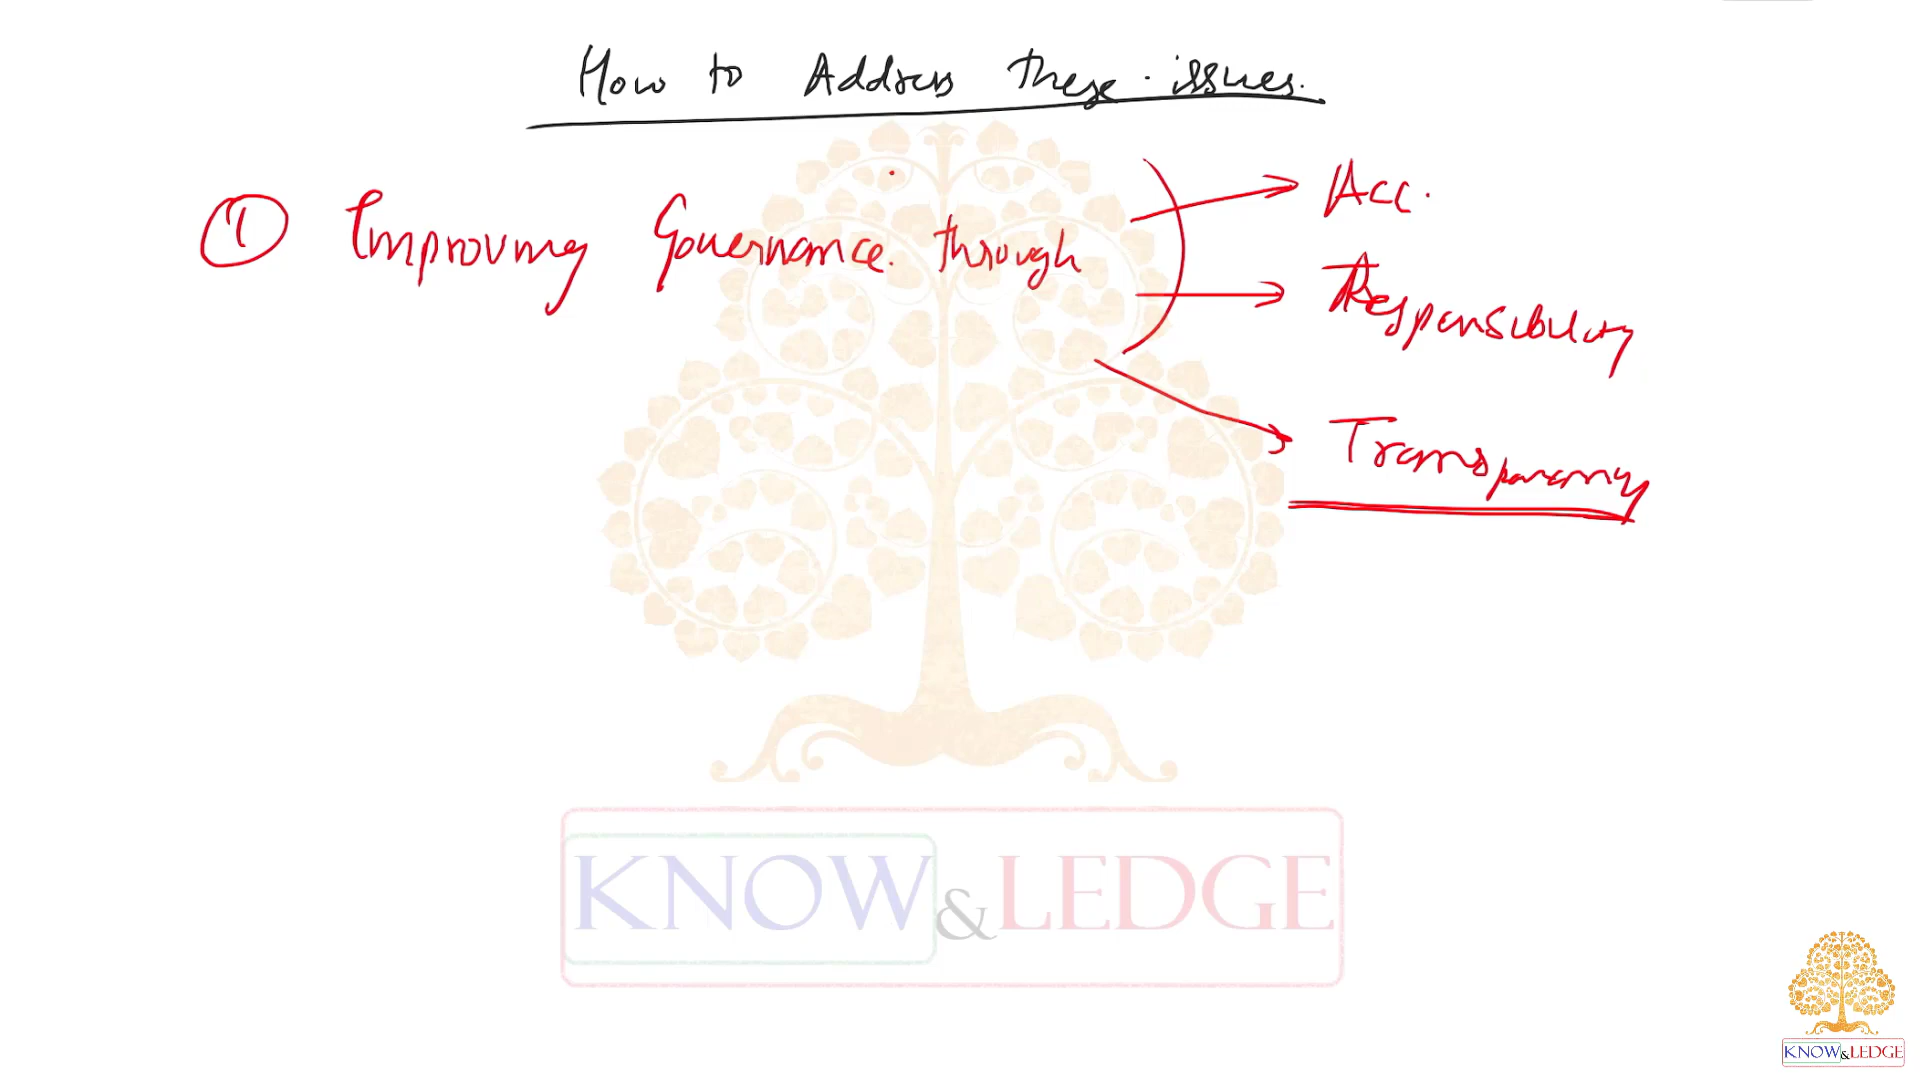 How to Address these issues.
① Improving Governance through
Acc.
Responsibility
Transparency
KNOW&LEDGE
KNOW&LEDGE